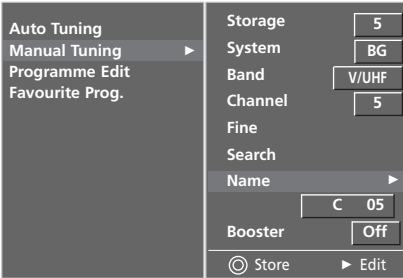 Auto Tuning
Manual Tuning ►
Programme Edit
Favourite Prog.
Storage 5
System BG
Band V/UHF
Channel 5
Fine
Search
Name ►
C 05
Booster Off
◎ Store ► Edit